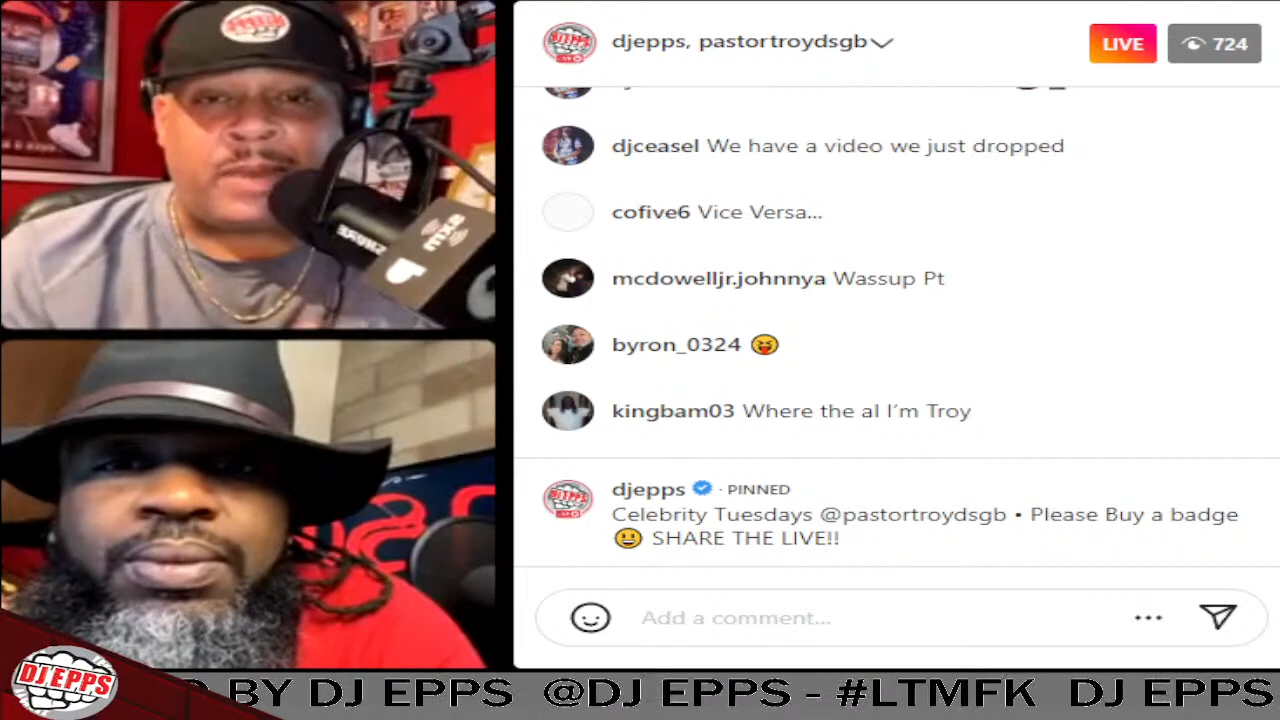 djepps, pastortroydsgb
LIVE
724
djceasel We have a video we just dropped
cofive6 Vice Versa...
mcdowelljr.johnnya Wassup Pt
byron_0324 😝
kingbam03 Where the al I’m Troy
djepps · PINNED
Celebrity Tuesdays @pastortroydsgb • Please Buy a badge
😀 SHARE THE LIVE!!
Add a comment...
DJ EPPS
BY DJ EPPS @DJ EPPS - #LTMFK DJ EPPS